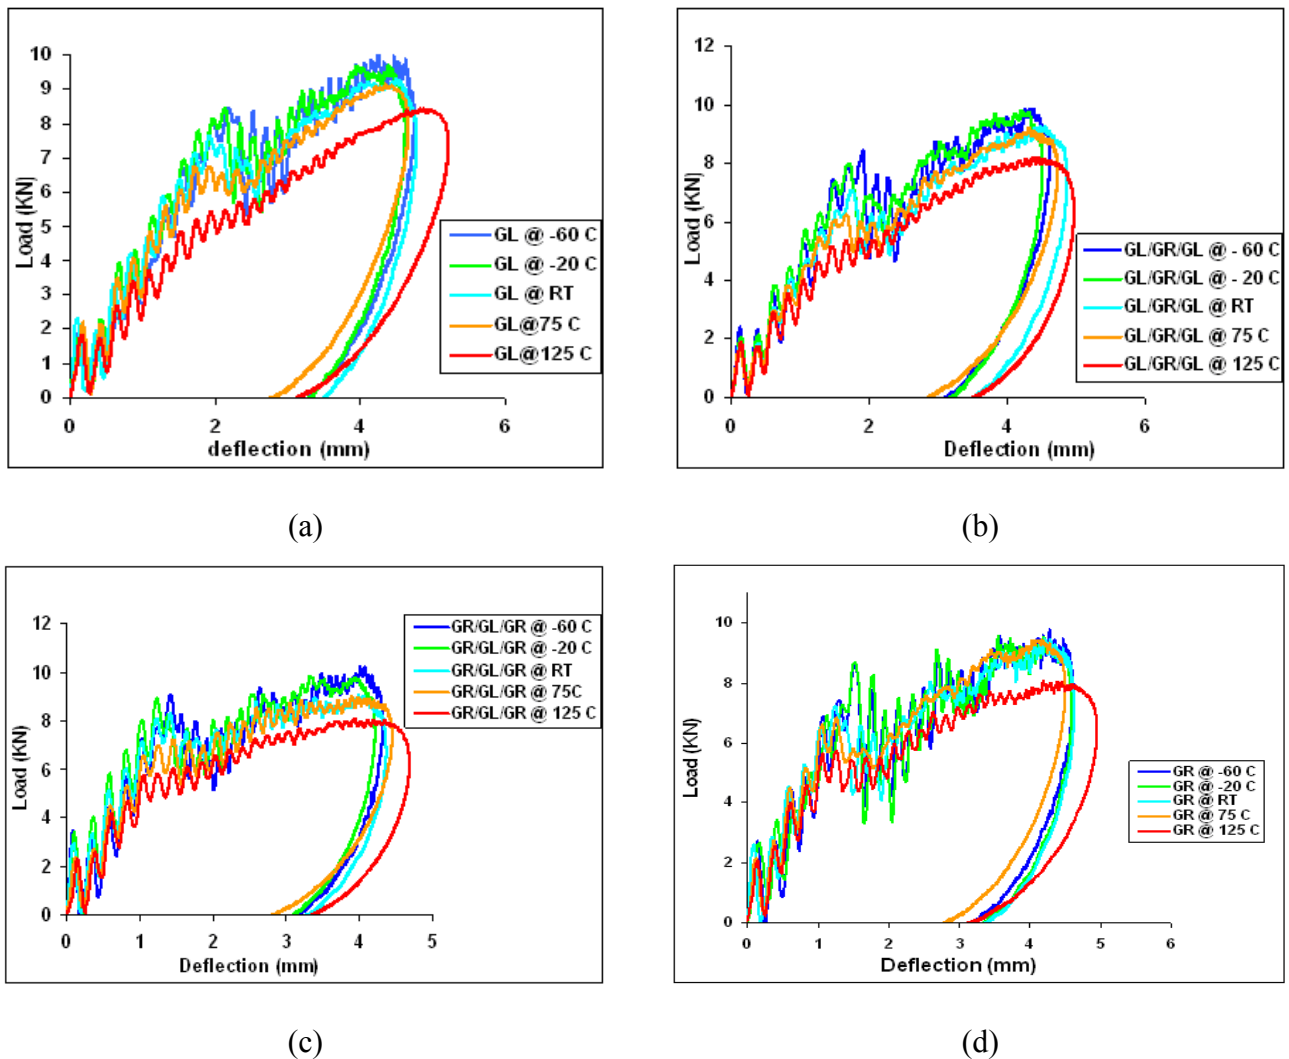 10
9
8
7
6
5
4
3
2
1
0
Load (KN)
0
2
4
6
deflection (mm)
GL @ -60 C
GL @ -20 C
GL @ RT
GL@75 C
GL@125 C
(a)
12
10
8
6
4
2
0
Load (KN)
0
2
4
6
Deflection (mm)
GL/GR/GL @ - 60 C
GL/GR/GL @ - 20 C
GL/GR/GL @ RT
GL/GR/GL @ 75 C
GL/GR/GL @ 125 C
(b)
12
10
8
6
4
2
0
Load (KN)
0
1
2
3
4
5
Deflection (mm)
GR/GL/GR @ -60 C
GR/GL/GR @ -20 C
GR/GL/GR @ RT
GR/GL/GR @ 75C
GR/GL/GR @ 125 C
(c)
10
8
6
4
2
0
Load (KN)
0
1
2
3
4
5
6
Deflection (mm)
GR @ -60 C
GR @ -20 C
GR @ RT
GR @ 75 C
GR @ 125 C
(d)